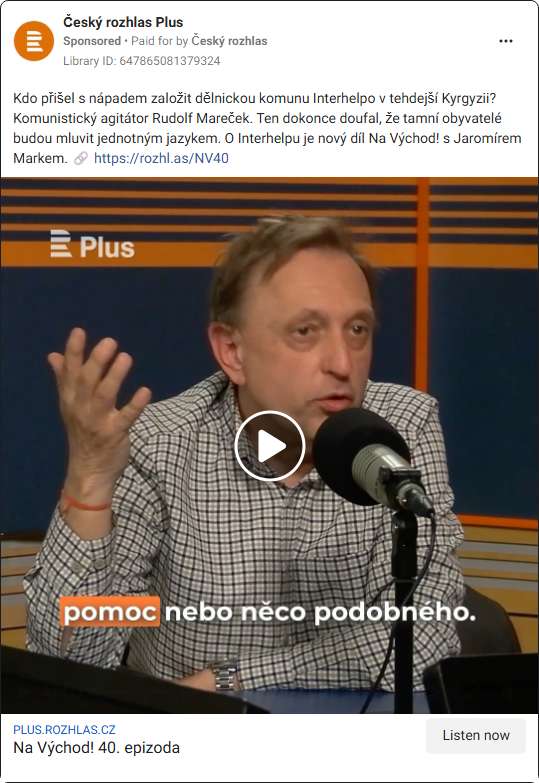 Český rozhlas Plus
Sponsored • Paid for by Český rozhlas
Library ID: 647865081379324
Kdo přišel s nápadem založit dělnickou komunu Interhelpo v tehdejší Kyrgyzii?
Komunistický agitátor Rudolf Mareček. Ten dokonce doufal, že tamní obyvatelé
budou mluvit jednotným jazykem. O Interhelpu je nový díl Na Východ! s Jaromírem
Markem. 🔗 https://rozhl.as/NV40
Plus
pomoc nebo něco podobného.
PLUS.ROZHLAS.CZ
Na Východ! 40. epizoda
Listen now